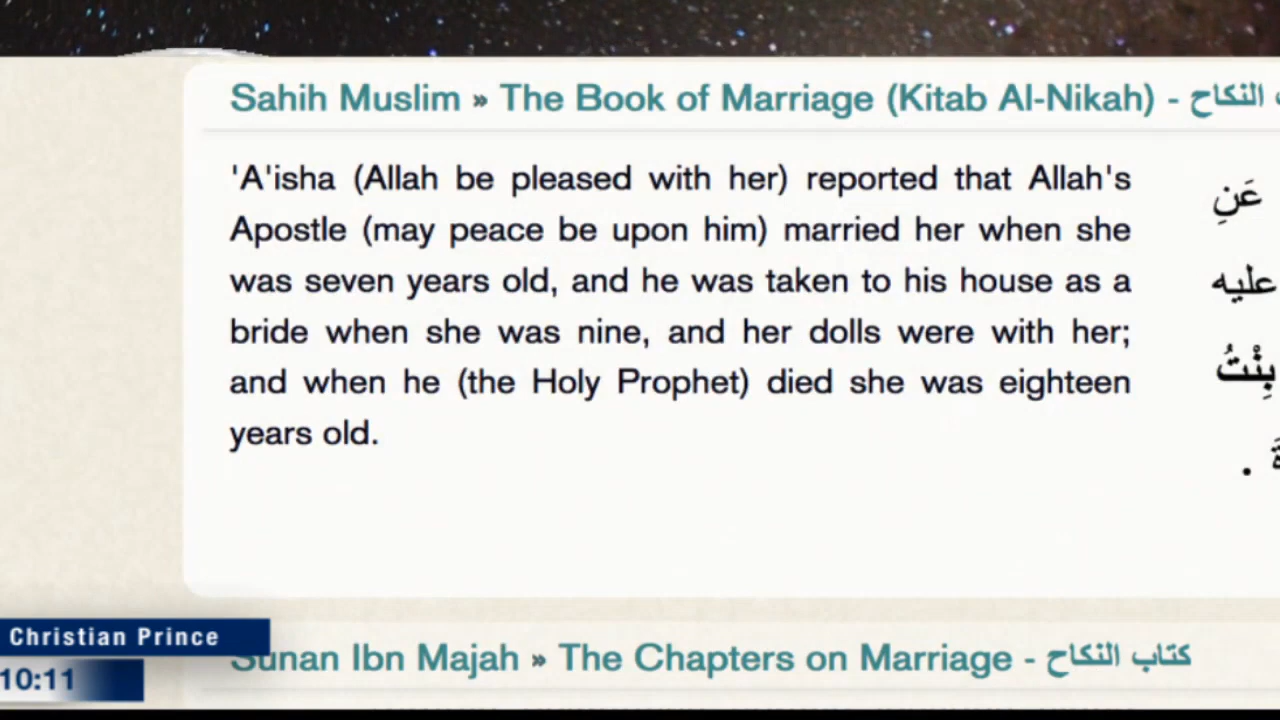 Sahih Muslim » The Book of Marriage (Kitab Al-Nikah) - النكاح
'A'isha (Allah be pleased with her) reported that Allah's
عَنِ
Apostle (may peace be upon him) married her when she
was seven years old, and he was taken to his house as a
عليه
bride when she was nine, and her dolls were with her;
بِنْتُ
and when he (the Holy Prophet) died she was eighteen
years old.
Christian Prince
Sunan Ibn Majah » The Chapters on Marriage - كتاب النكاح
10:11